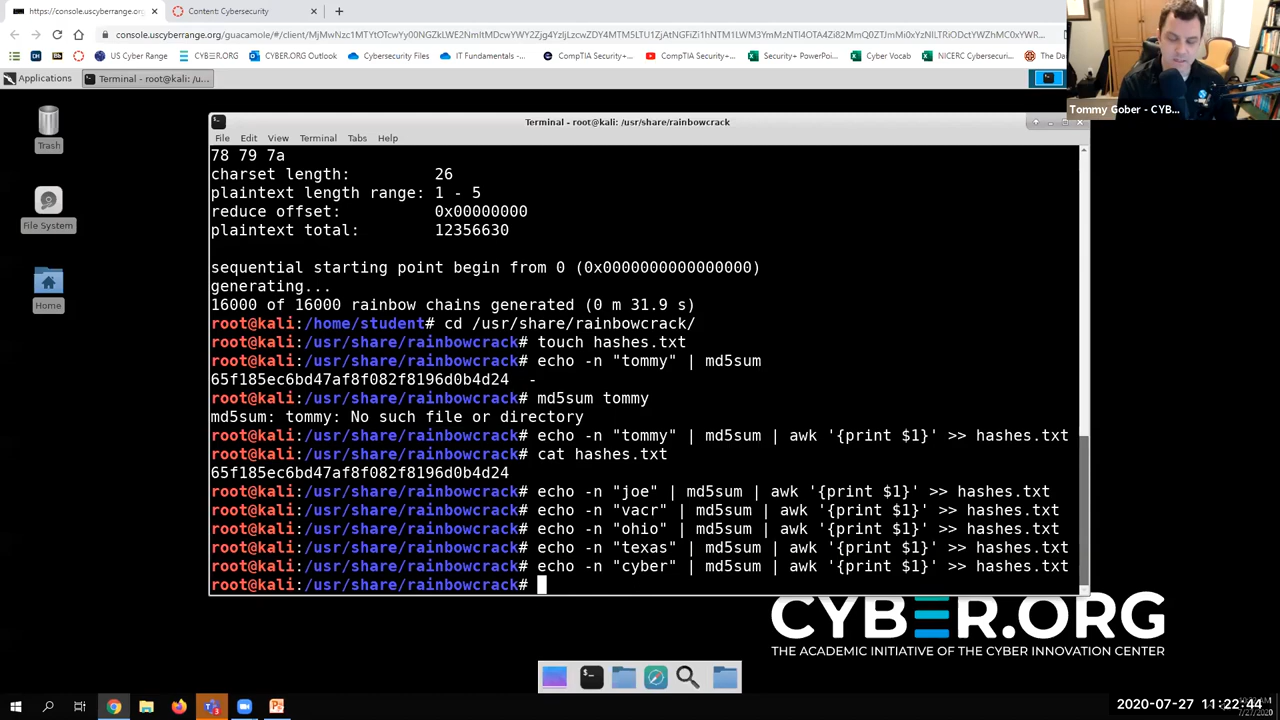 https://console.uscyberrange.org/
Content: Cybersecurity
US Cyber Range
CYBER.ORG
CYBER.ORG Outlook
Cybersecurity Files
IT Fundamentals -...
CompTIA Security+...
CompTIA Security+...
Security+ PowerPoi...
Cyber Vocab
NICERC Cybersecuri...
The Da
Tommy Gober - CYB...
Applications
Terminal - root@kali: /u...
Trash
File System
Home
Terminal - root@kali: /usr/share/rainbowcrack
File Edit View Terminal Tabs Help
78 79 7a
charset length: 26
plaintext length range: 1 - 5
reduce offset: 0x00000000
plaintext total: 12356630
sequential starting point begin from 0 (0x0000000000000000)
generating...
16000 of 16000 rainbow chains generated (0 m 31.9 s)
root@kali:/home/student# cd /usr/share/rainbowcrack/
root@kali:/usr/share/rainbowcrack# touch hashes.txt
root@kali:/usr/share/rainbowcrack# echo -n "tommy" | md5sum
65f185ec6bd47af8f082f8196d0b4d24 -
root@kali:/usr/share/rainbowcrack# md5sum tommy
md5sum: tommy: No such file or directory
root@kali:/usr/share/rainbowcrack# echo -n "tommy" | md5sum | awk '{print $1}' >> hashes.txt
root@kali:/usr/share/rainbowcrack# cat hashes.txt
65f185ec6bd47af8f082f8196d0b4d24
root@kali:/usr/share/rainbowcrack# echo -n "joe" | md5sum | awk '{print $1}' >> hashes.txt
root@kali:/usr/share/rainbowcrack# echo -n "vacr" | md5sum | awk '{print $1}' >> hashes.txt
root@kali:/usr/share/rainbowcrack# echo -n "ohio" | md5sum | awk '{print $1}' >> hashes.txt
root@kali:/usr/share/rainbowcrack# echo -n "texas" | md5sum | awk '{print $1}' >> hashes.txt
root@kali:/usr/share/rainbowcrack# echo -n "cyber" | md5sum | awk '{print $1}' >> hashes.txt
root@kali:/usr/share/rainbowcrack#
CYBER.ORG
THE ACADEMIC INITIATIVE OF THE CYBER INNOVATION CENTER
2020-07-27 11:22:44